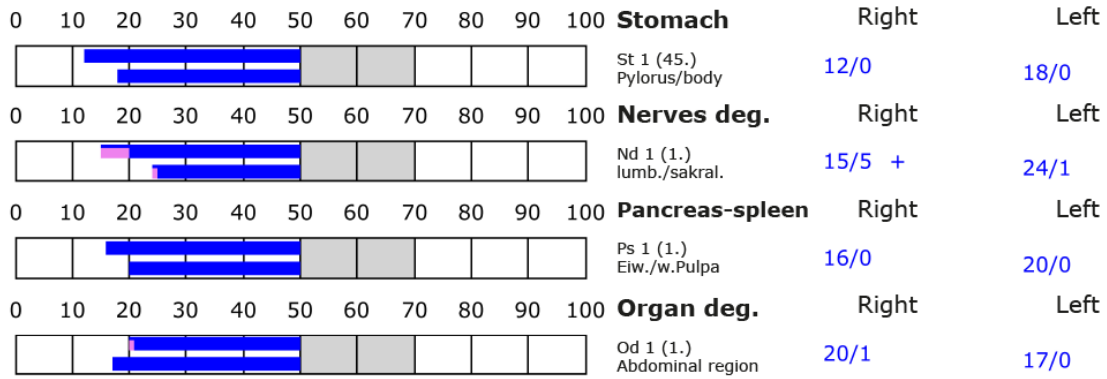 0 10 20 30 40 50 60 70 80 90 100 Stomach Right Left
St 1 (45.) 12/0 18/0
Pylorus/body
0 10 20 30 40 50 60 70 80 90 100 Nerves deg. Right Left
Nd 1 (1.) 15/5 + 24/1
lumb./sakral.
0 10 20 30 40 50 60 70 80 90 100 Pancreas-spleen Right Left
Ps 1 (1.) 16/0 20/0
Eiw./w.Pulpa
0 10 20 30 40 50 60 70 80 90 100 Organ deg. Right Left
Od 1 (1.) 20/1 17/0
Abdominal region